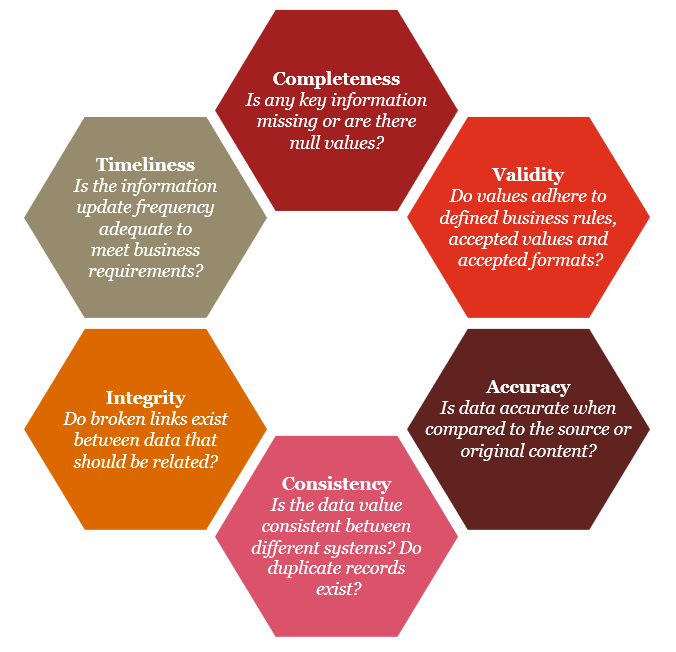 Completeness
Is any key information
missing or are there
null values?
Validity
Do values adhere to
defined business rules,
accepted values and
accepted formats?
Accuracy
Is data accurate when
compared to the source or
original content?
Consistency
Is the data value
consistent between
different systems? Do
duplicate records
exist?
Integrity
Do broken links exist
between data that
should be related?
Timeliness
Is the information
update frequency
adequate to
meet business
requirements?